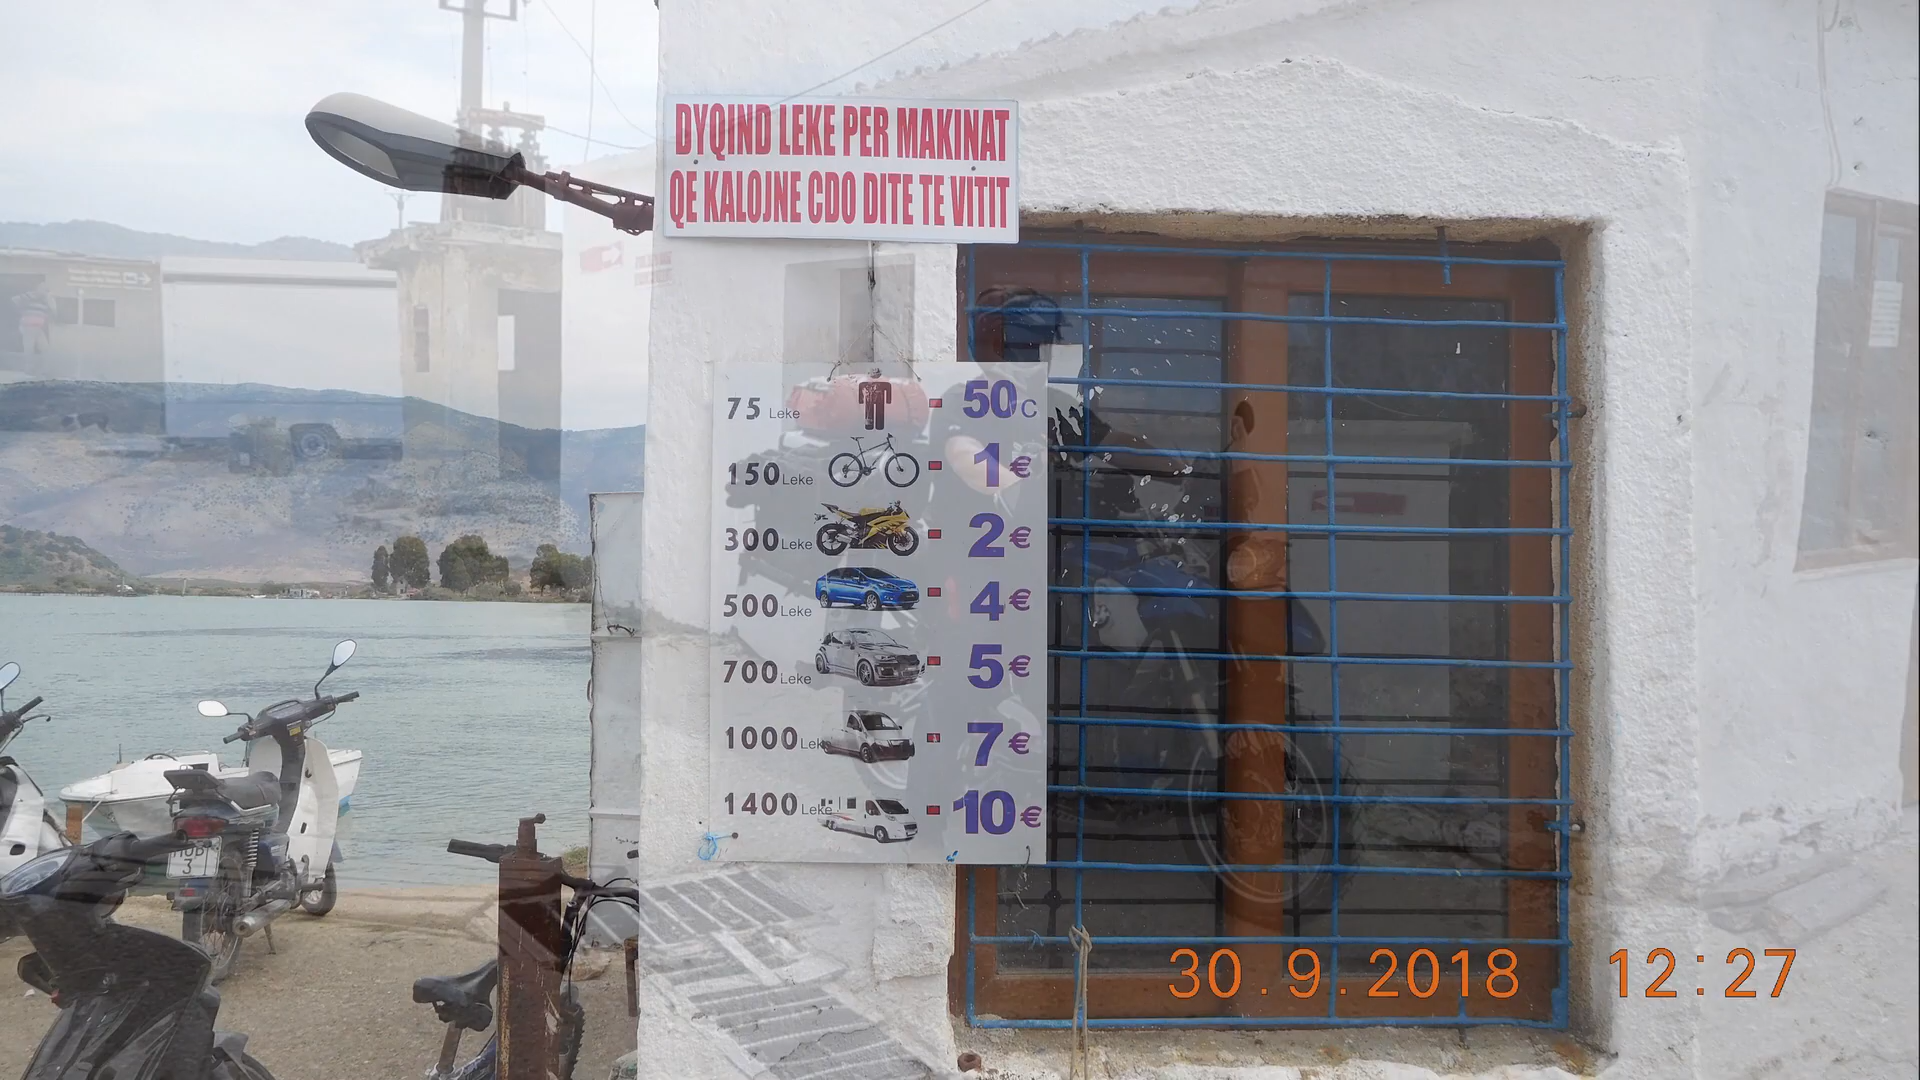 DYQIND LEKE PER MAKINAT
QE KALOJNE CDO DITE TE VITIT
75 Leke - 50 C
150 Leke - 1 €
300 Leke - 2 €
500 Leke - 4 €
700 Leke - 5 €
1000 Leke - 7 €
1400 Leke - 10 €
30.9.2018 12:27